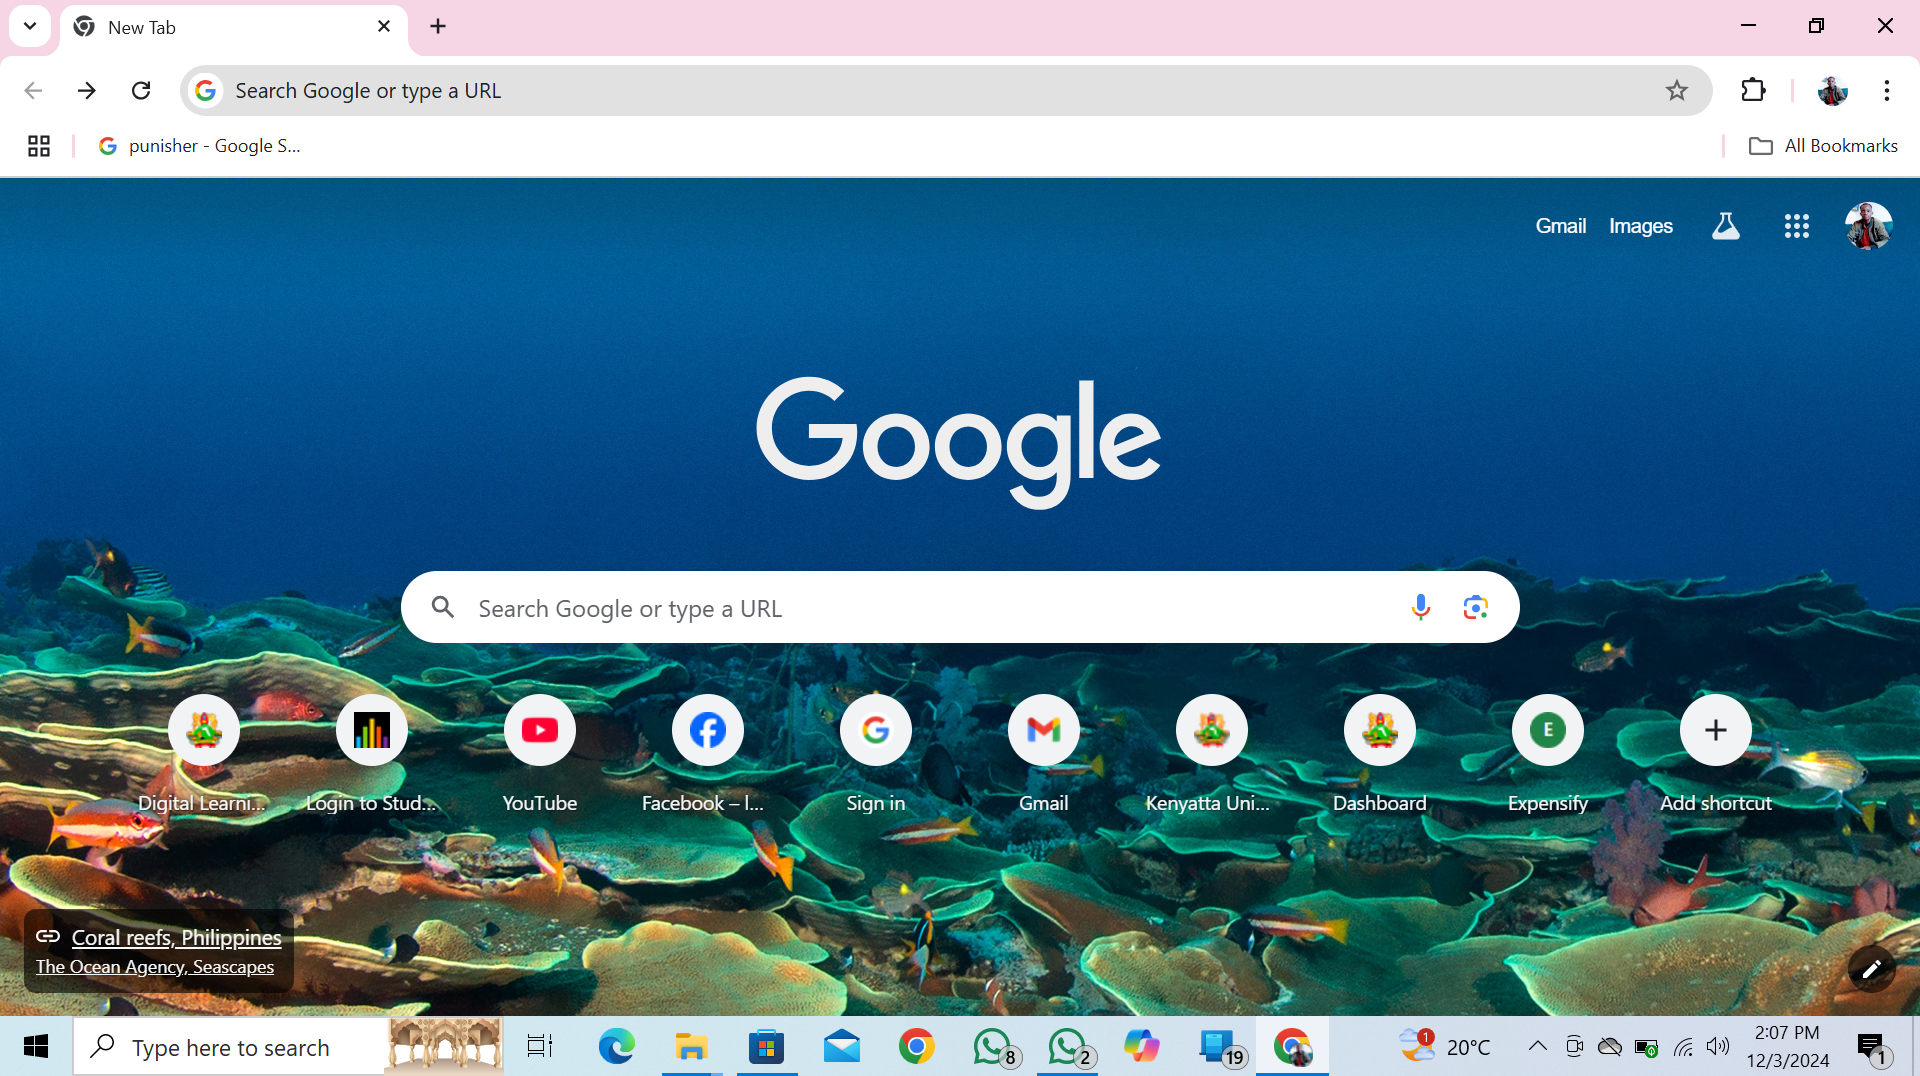 New Tab
Search Google or type a URL
punisher - Google S...
All Bookmarks
Gmail Images
Google
Search Google or type a URL
Digital Learni... Login to Stud... YouTube Facebook – l... Sign in Gmail Kenyatta Uni... Dashboard E Expensify Add shortcut
Coral reefs, Philippines
The Ocean Agency, Seascapes
Type here to search
8
2
19
1
20°C
2:07 PM
12/3/2024
1